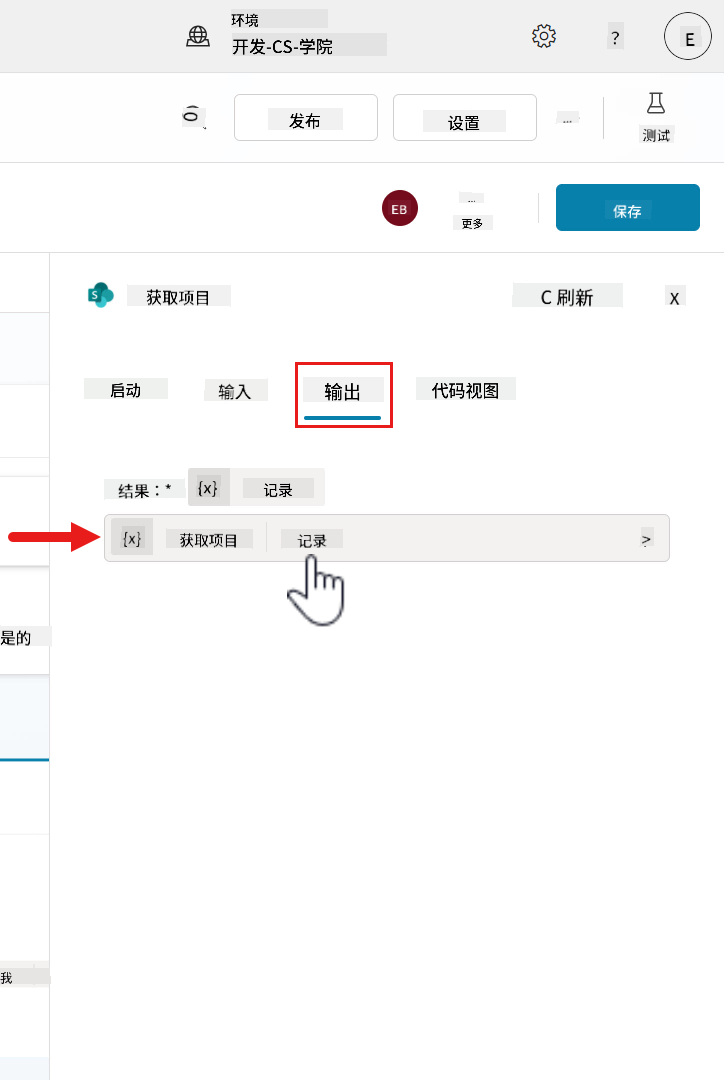 环境
开发-CS-学院
?
E
发布
设置
...
测试
EB
...
更多
保存
S
获取项目
C 刷新
X
启动
输入
输出
代码视图
结果：*
{x}
记录
{x}
获取项目
记录
>
是的
我